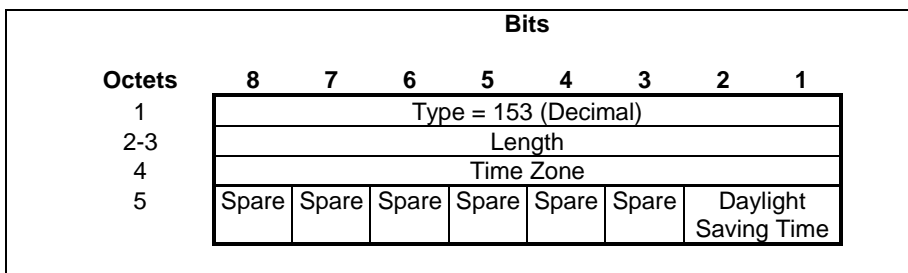 Bits
Octets 8 7 6 5 4 3 2 1
1 Type = 153 (Decimal)
2-3 Length
4 Time Zone
5 Spare Spare Spare Spare Spare Spare Daylight
Saving Time